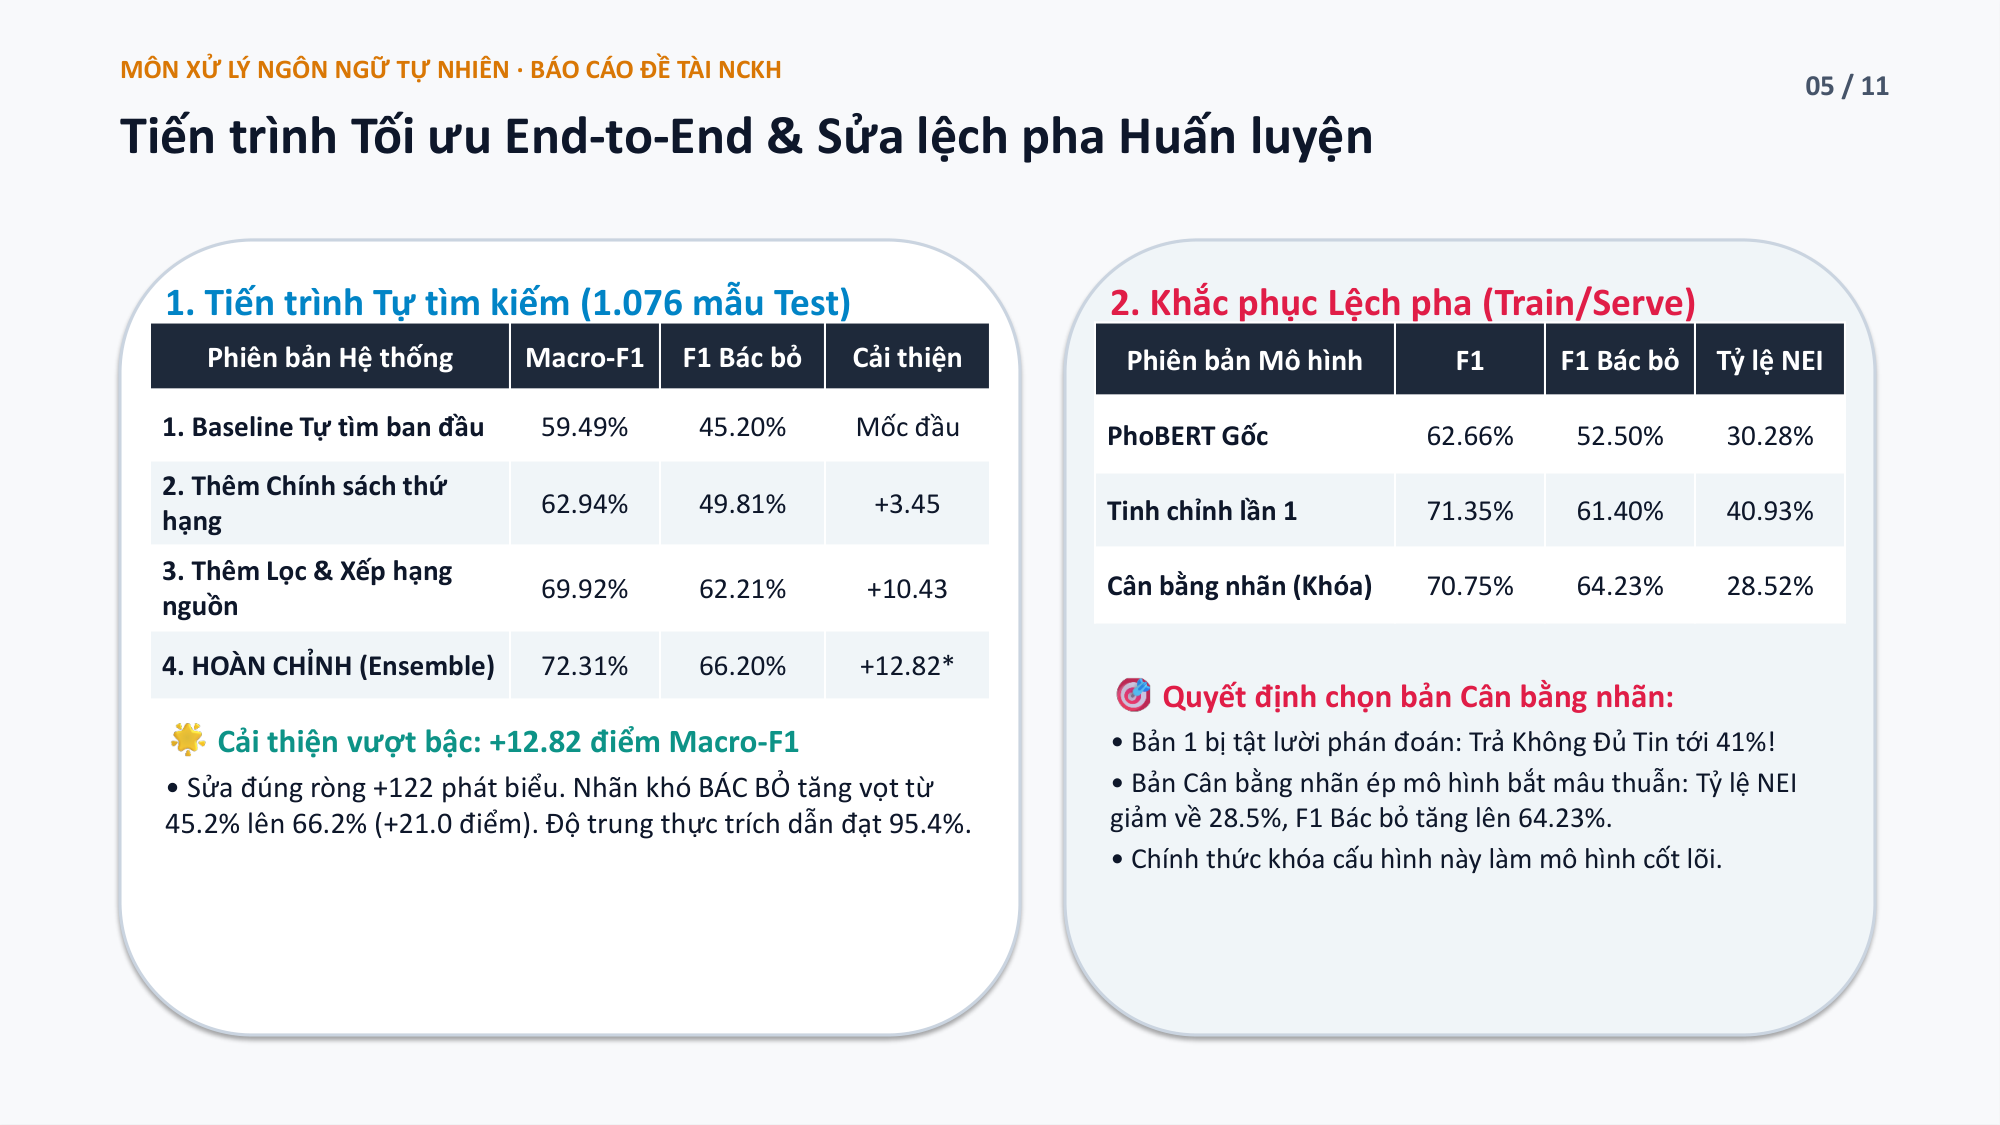 MÔN XỬ LÝ NGÔN NGỮ TỰ NHIÊN · BÁO CÁO ĐỀ TÀI NCKH
05 / 11
Tiến trình Tối ưu End-to-End & Sửa lệch pha Huấn luyện
1. Tiến trình Tự tìm kiếm (1.076 mẫu Test)
Phiên bản Hệ thống Macro-F1 F1 Bác bỏ Cải thiện
1. Baseline Tự tìm ban đầu 59.49% 45.20% Mốc đầu
2. Thêm Chính sách thứ
hạng 62.94% 49.81% +3.45
3. Thêm Lọc & Xếp hạng
nguồn 69.92% 62.21% +10.43
4. HOÀN CHỈNH (Ensemble) 72.31% 66.20% +12.82*
Cải thiện vượt bậc: +12.82 điểm Macro-F1
• Sửa đúng ròng +122 phát biểu. Nhãn khó BÁC BỎ tăng vọt từ
45.2% lên 66.2% (+21.0 điểm). Độ trung thực trích dẫn đạt 95.4%.
2. Khắc phục Lệch pha (Train/Serve)
Phiên bản Mô hình F1 F1 Bác bỏ Tỷ lệ NEI
PhoBERT Gốc 62.66% 52.50% 30.28%
Tinh chỉnh lần 1 71.35% 61.40% 40.93%
Cân bằng nhãn (Khóa) 70.75% 64.23% 28.52%
Quyết định chọn bản Cân bằng nhãn:
• Bản 1 bị tật lười phán đoán: Trả Không Đủ Tin tới 41%!
• Bản Cân bằng nhãn ép mô hình bắt mâu thuẫn: Tỷ lệ NEI
giảm về 28.5%, F1 Bác bỏ tăng lên 64.23%.
• Chính thức khóa cấu hình này làm mô hình cốt lõi.